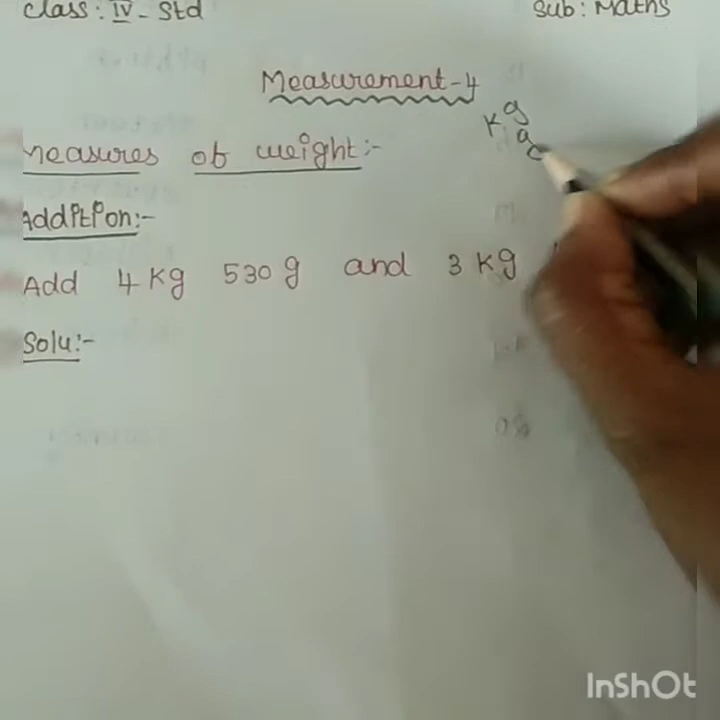 Class: IV - Std Sub: Maths
Measurement-4
Kg
Measures of weight:-
Addition:-
Add 4 Kg 530 g and 3 Kg
Solu:-
InShOt